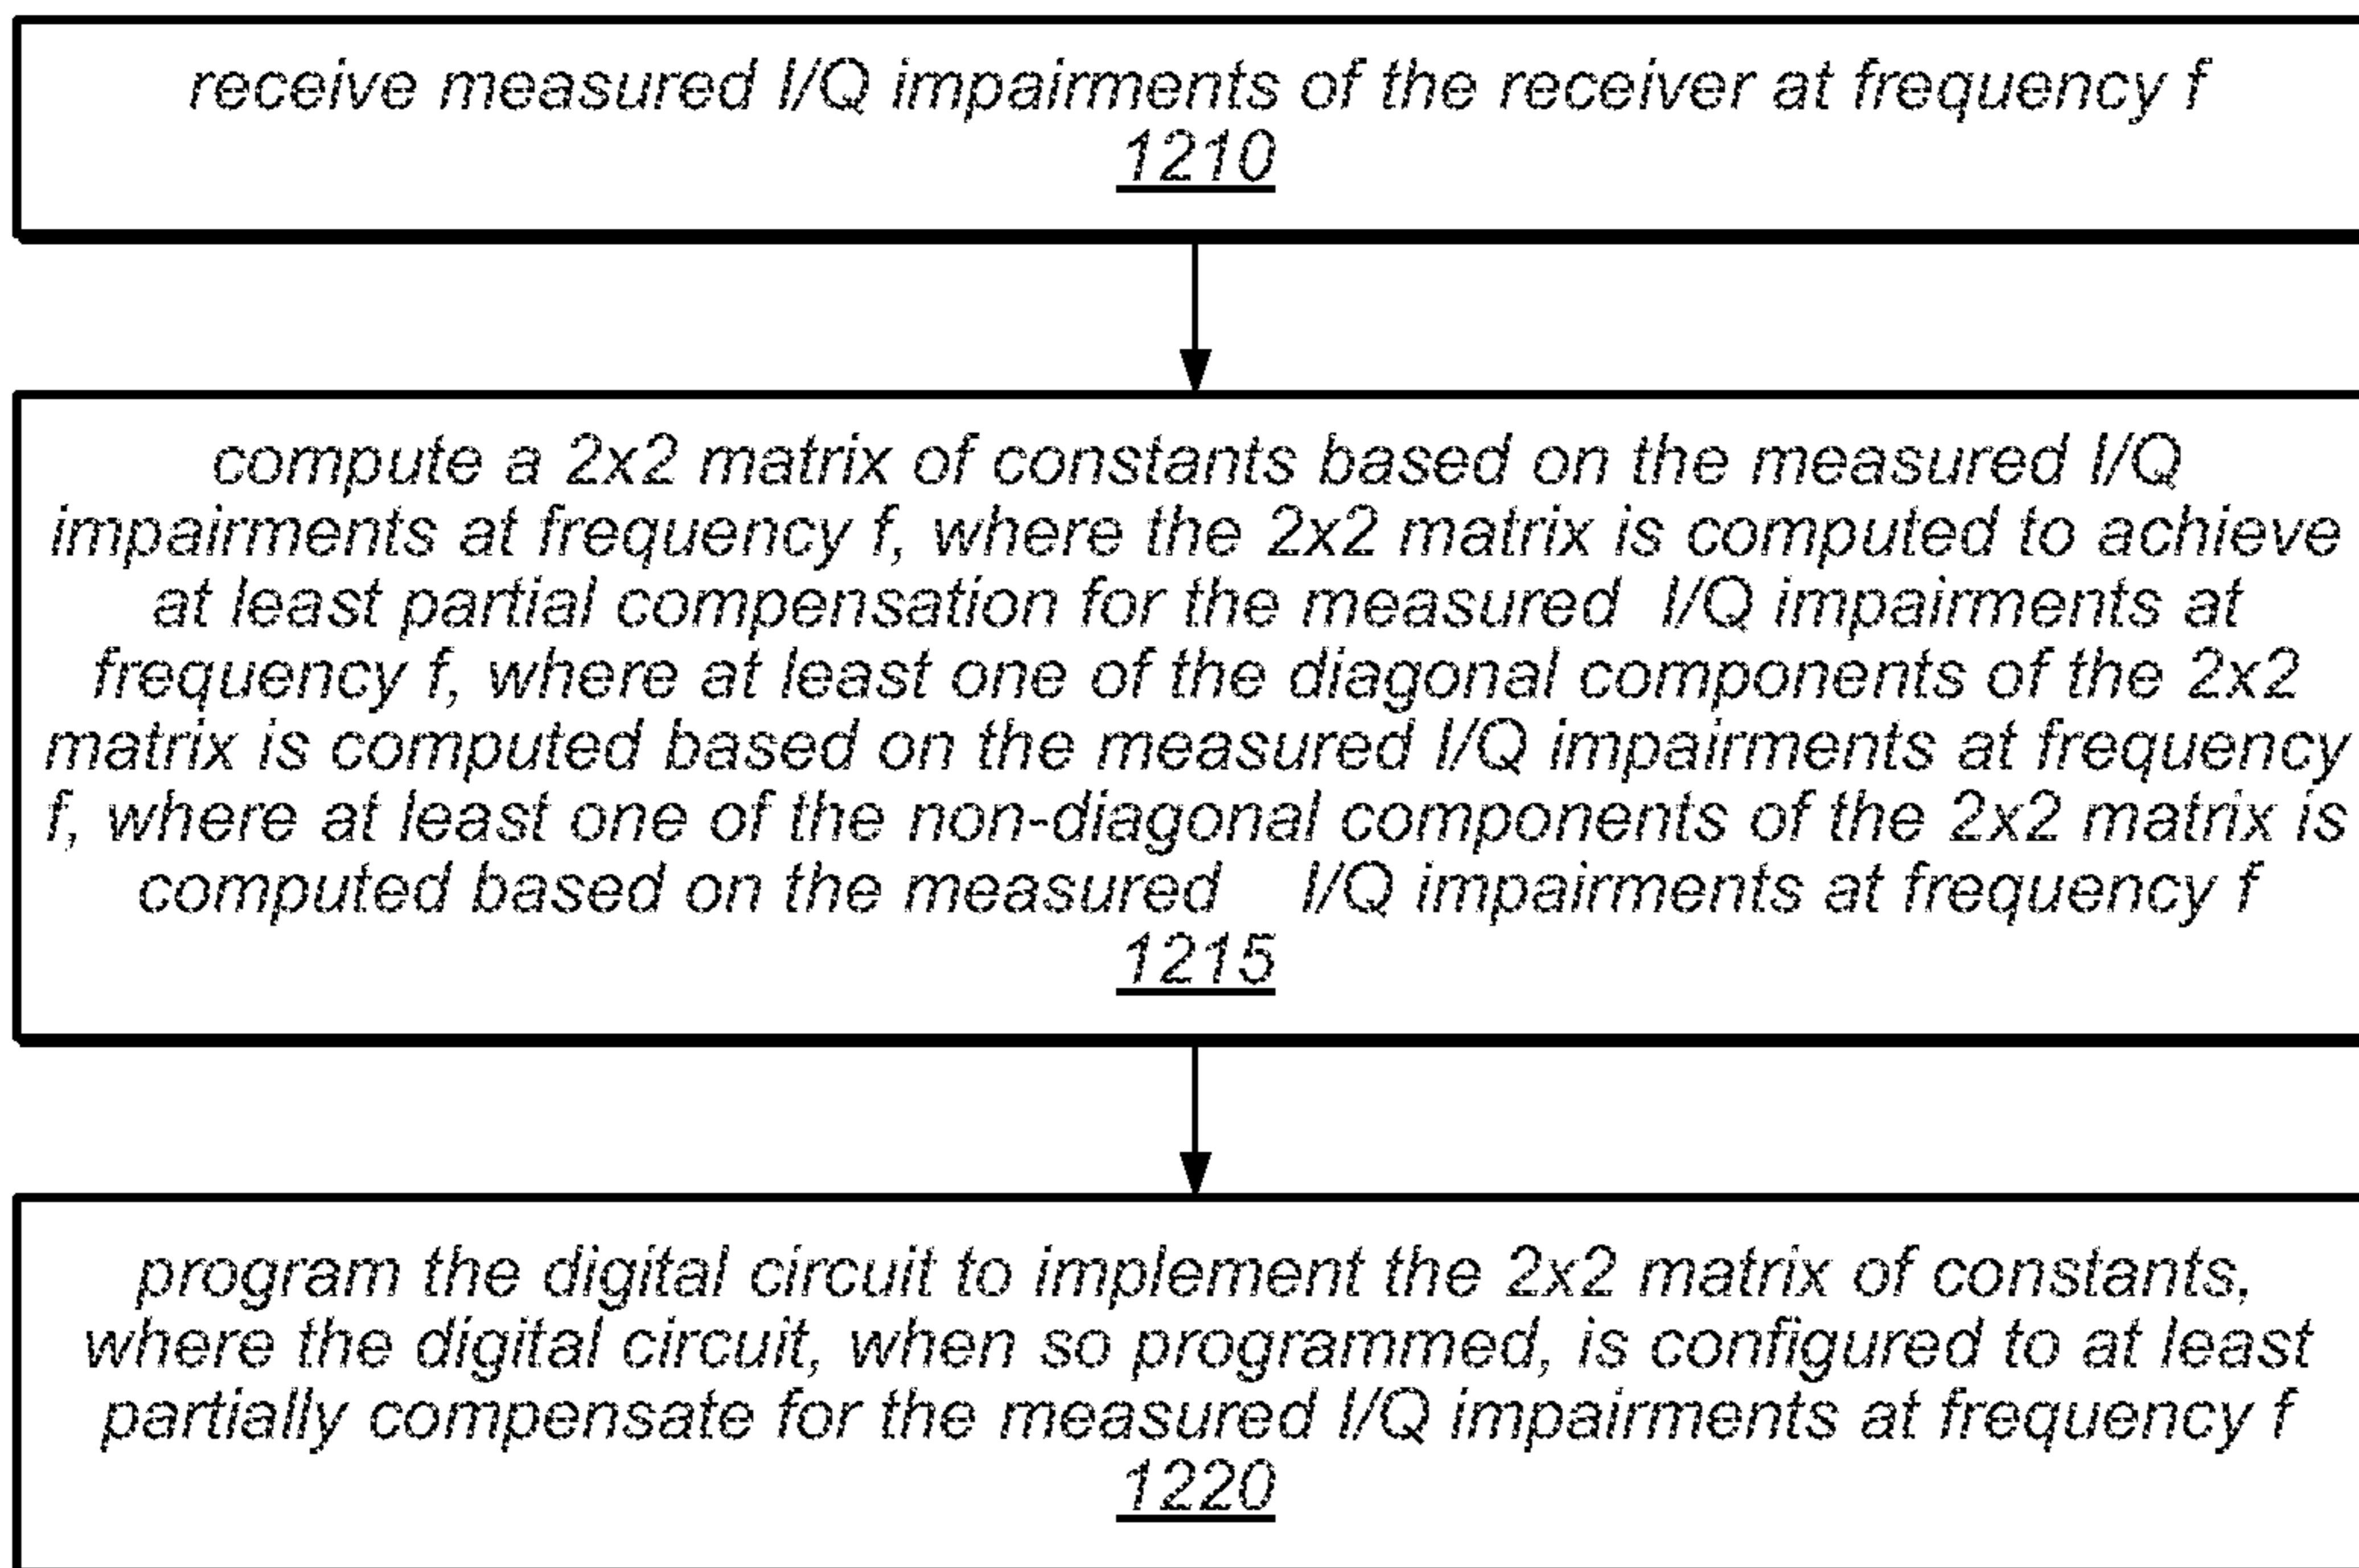 receive measured I/Q impairments of the receiver at frequency f
1210
compute a 2x2 matrix of constants based on the measured I/Q
impairments at frequency f, where the 2x2 matrix is computed to achieve
at least partial compensation for the measured I/Q impairments at
frequency f, where at least one of the diagonal components of the 2x2
matrix is computed based on the measured I/Q impairments at frequency
f, where at least one of the non-diagonal components of the 2x2 matrix is
computed based on the measured I/Q impairments at frequency f
1215
program the digital circuit to implement the 2x2 matrix of constants,
where the digital circuit, when so programmed, is configured to at least
partially compensate for the measured I/Q impairments at frequency f
1220